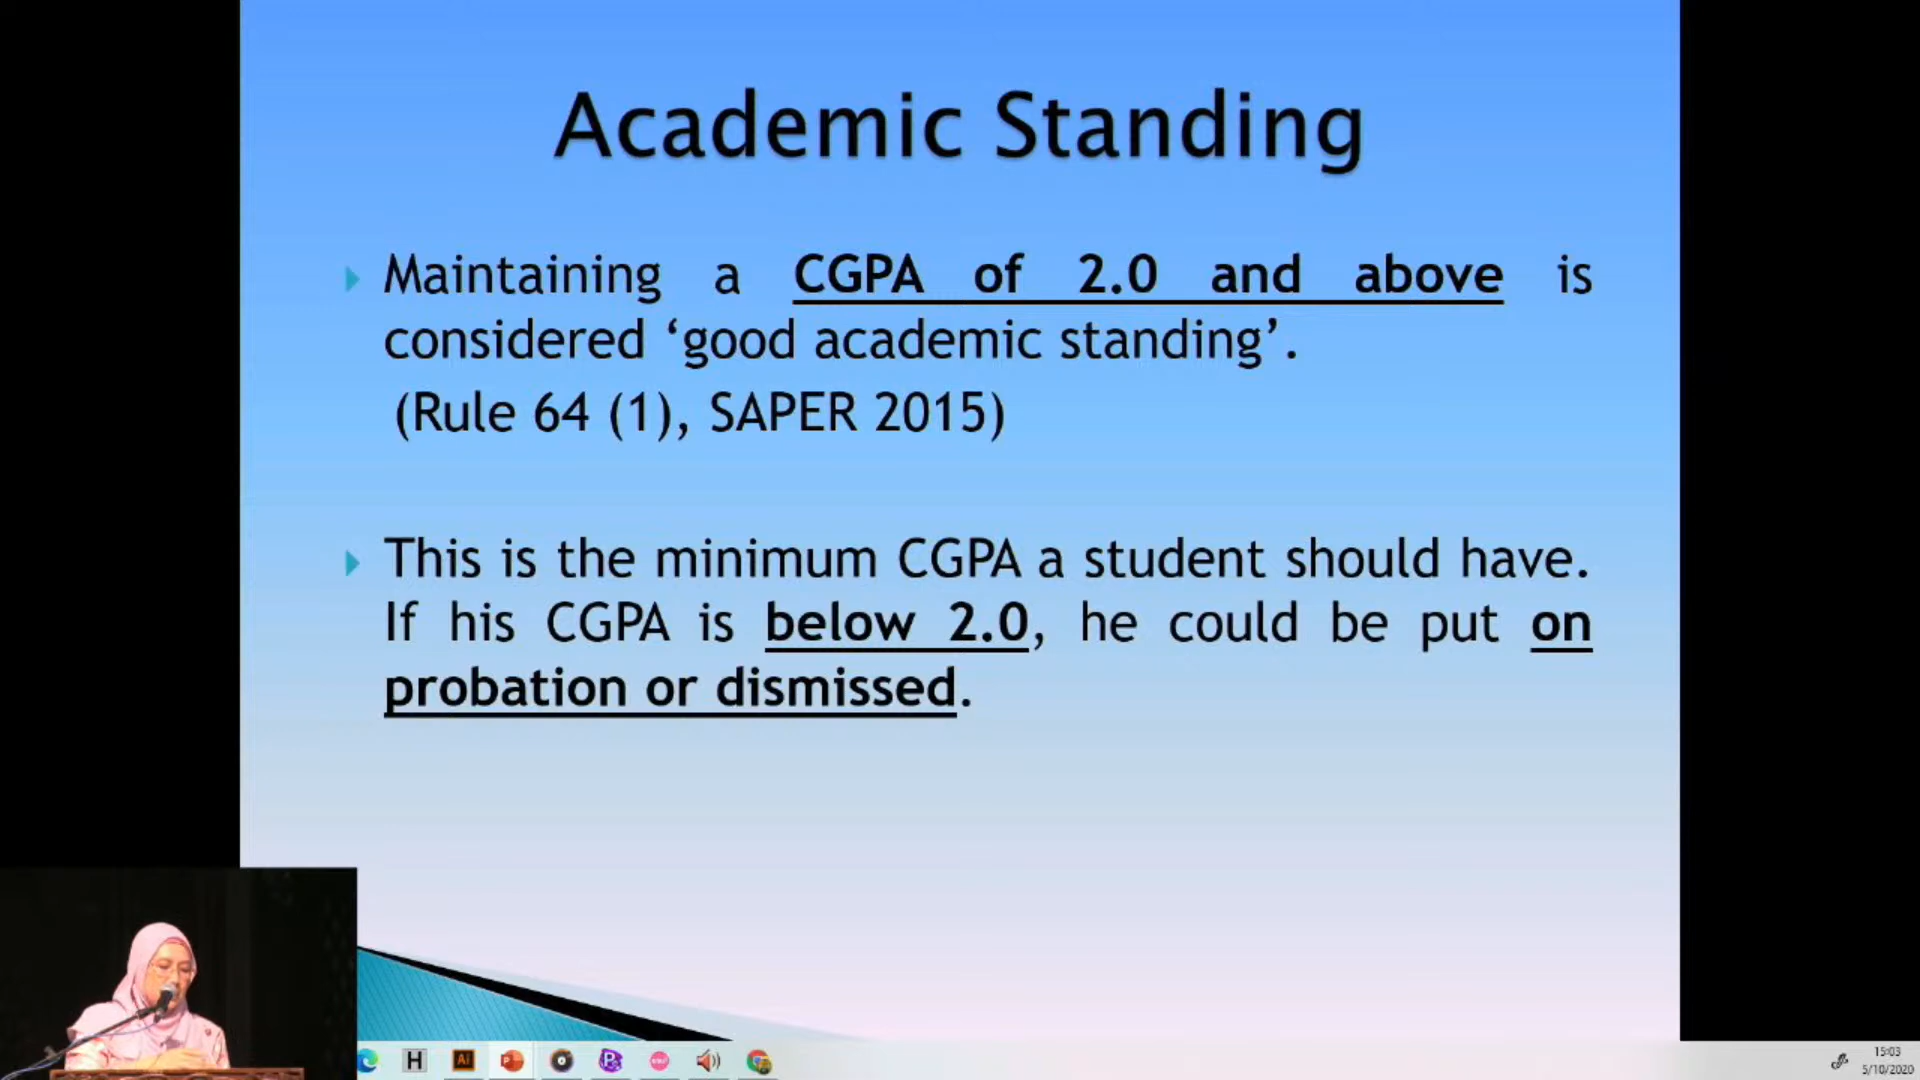 Academic Standing
Maintaining a CGPA of 2.0 and above is
considered ‘good academic standing’.
(Rule 64 (1), SAPER 2015)
This is the minimum CGPA a student should have.
If his CGPA is below 2.0, he could be put on
probation or dismissed.
H Ai
15:03
5/10/2020